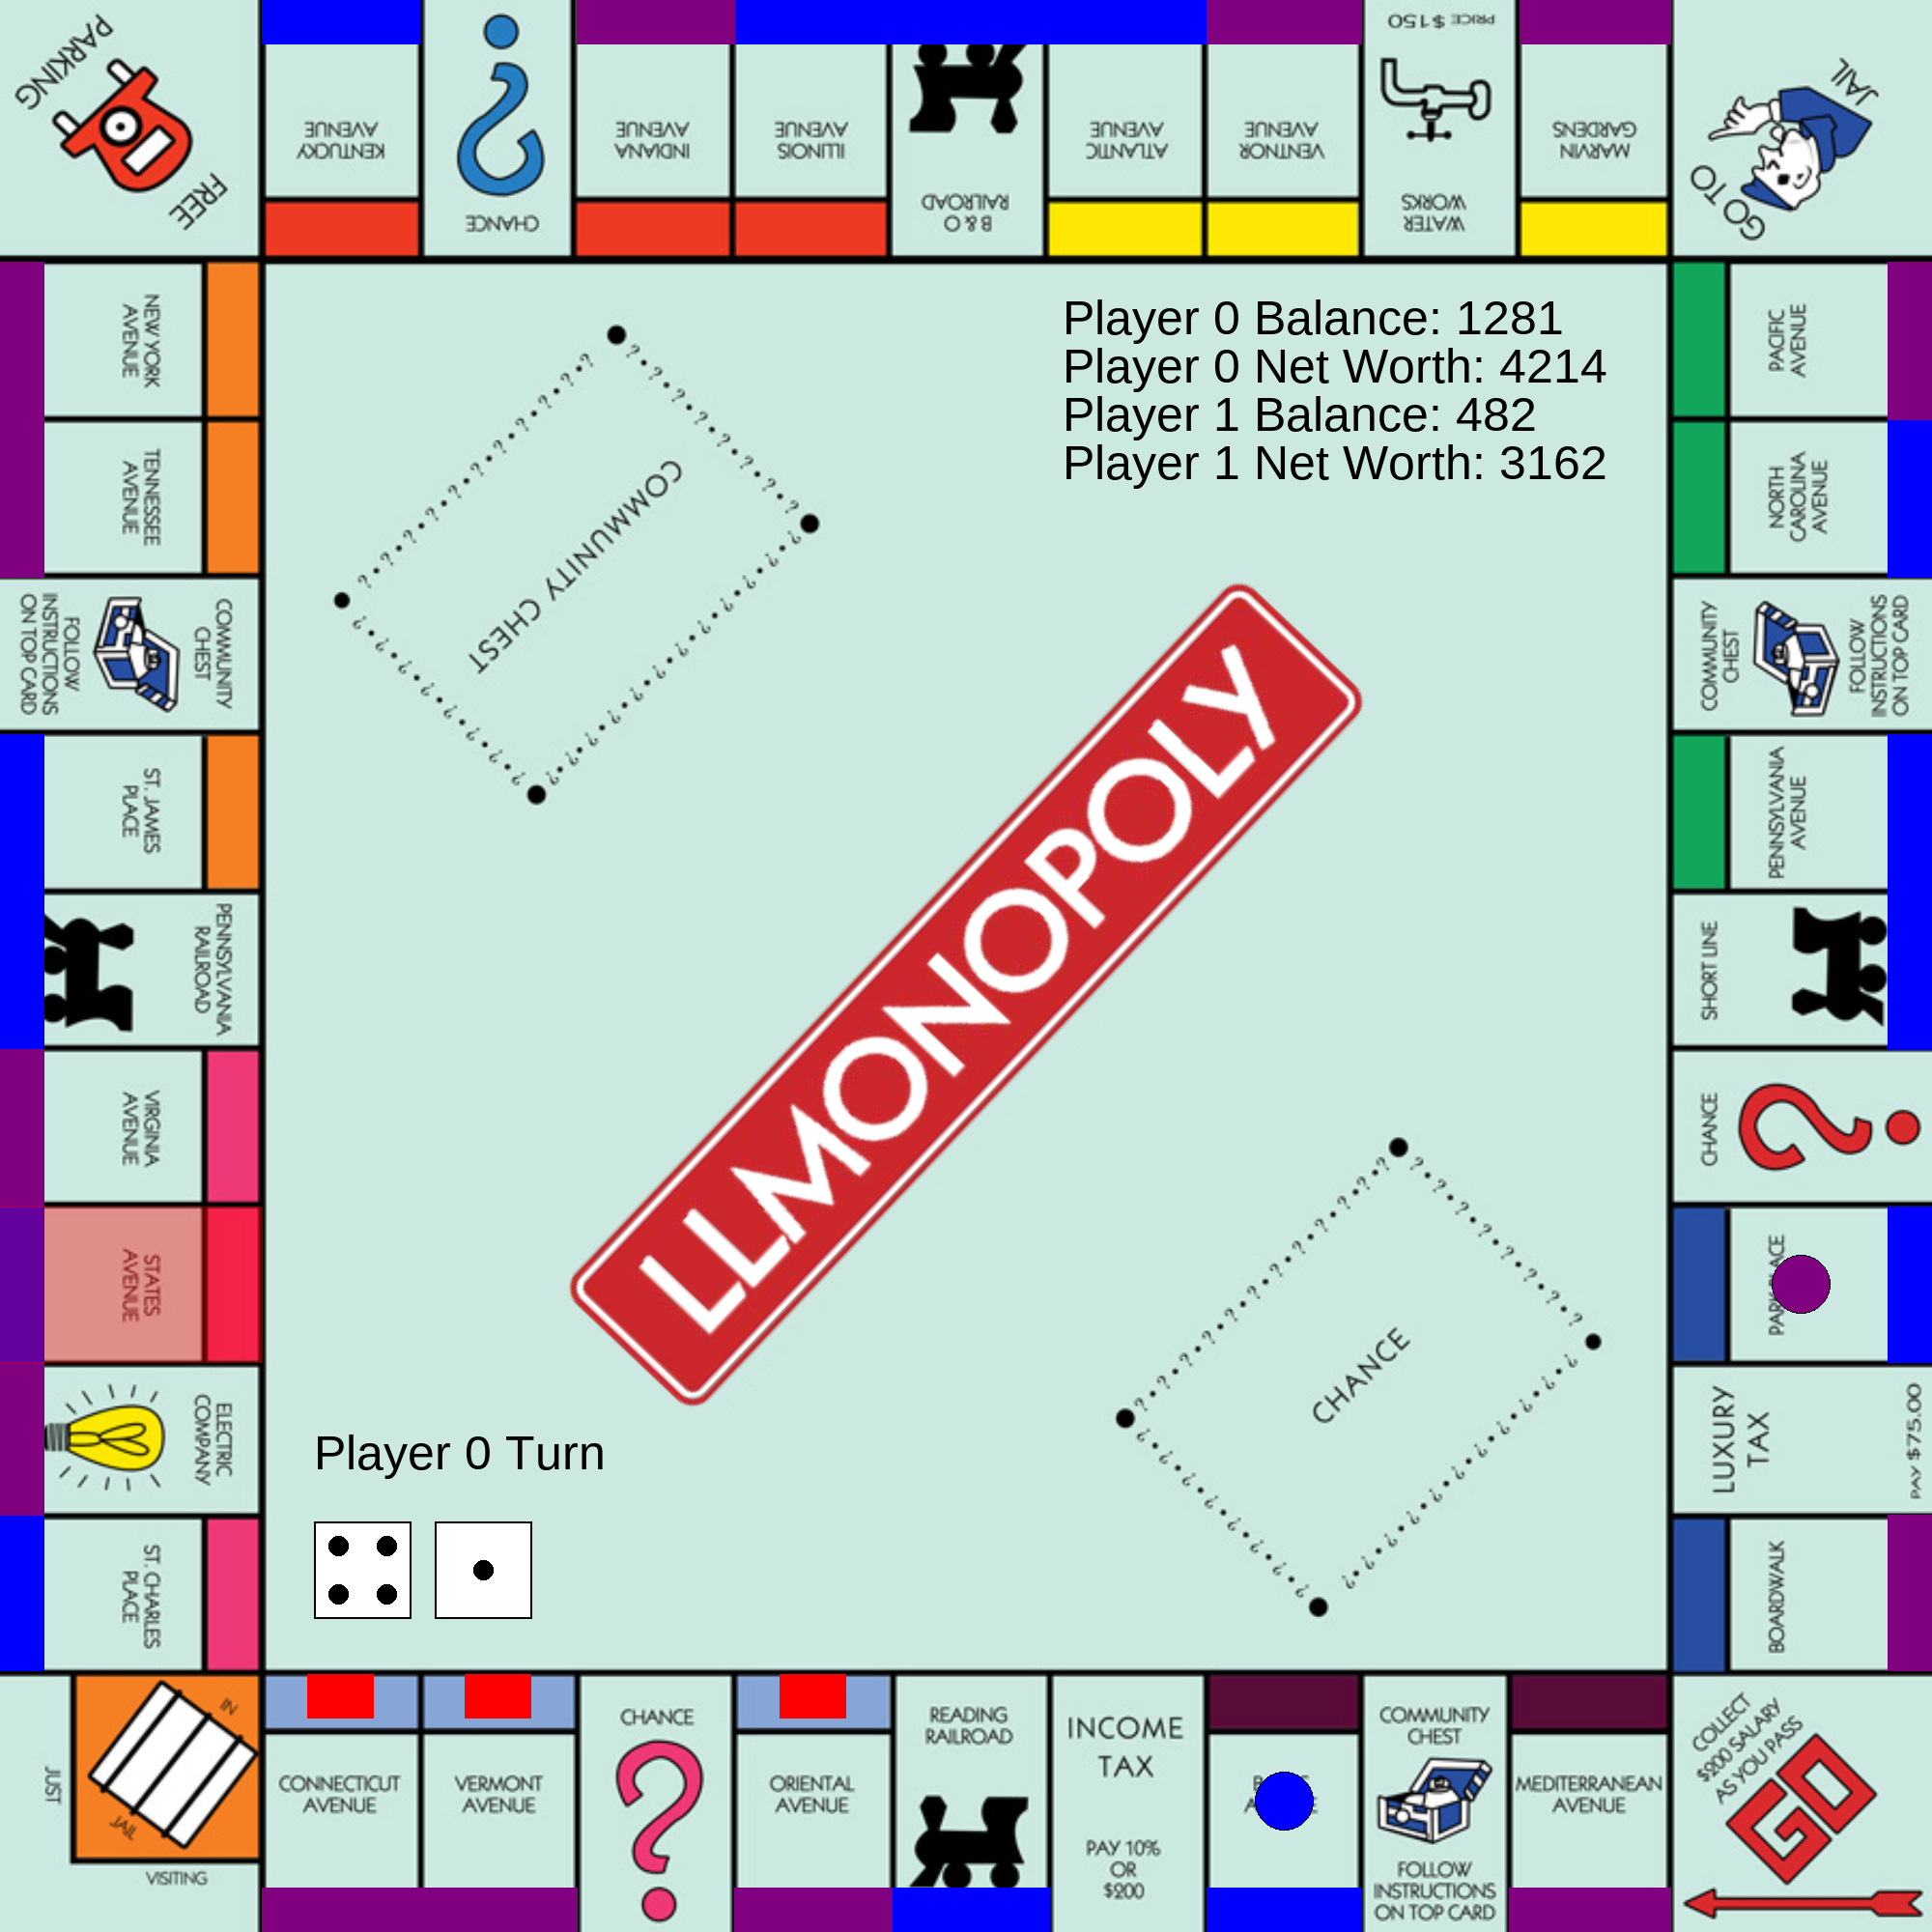 FREE
PARKING
KENTUCKY
AVENUE
CHANCE
INDIANA
AVENUE
ILLINOIS
AVENUE
B & O
RAILROAD
ATLANTIC
AVENUE
VENTNOR
AVENUE
WATER
WORKS
PRICE $150
MARVIN
GARDENS
GO TO
JAIL
NEW YORK
AVENUE
TENNESSEE
AVENUE
COMMUNITY
CHEST
FOLLOW
INSTRUCTIONS
ON TOP CARD
ST. JAMES
PLACE
PENNSYLVANIA
RAILROAD
VIRGINIA
AVENUE
STATES
AVENUE
ELECTRIC
COMPANY
ST. CHARLES
PLACE
Player 0 Balance: 1281
Player 0 Net Worth: 4214
Player 1 Balance: 482
Player 1 Net Worth: 3162
COMMUNITY CHEST
LLMONOPOLY
CHANCE
Player 0 Turn
PACIFIC
AVENUE
NORTH
CAROLINA
AVENUE
COMMUNITY
CHEST
FOLLOW
INSTRUCTIONS
ON TOP CARD
PENNSYLVANIA
AVENUE
SHORT LINE
CHANCE
LUXURY
TAX
PAY $75.00
BOARDWALK
JUST
VISITING
IN
JAIL
CONNECTICUT
AVENUE
VERMONT
AVENUE
CHANCE
ORIENTAL
AVENUE
READING
RAILROAD
INCOME
TAX
PAY 10%
OR
$200
COMMUNITY
CHEST
FOLLOW
INSTRUCTIONS
ON TOP CARD
MEDITERRANEAN
AVENUE
COLLECT
$200 SALARY
AS YOU PASS
GO